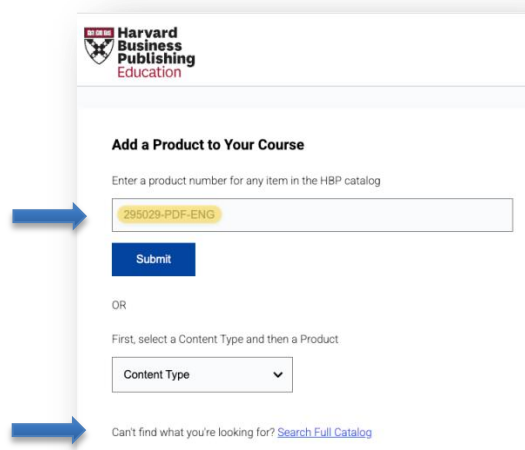 Harvard
Business
Publishing
Education
Add a Product to Your Course
Enter a product number for any item in the HBP catalog
295029-PDF-ENG
Submit
OR
First, select a Content Type and then a Product
Content Type
Can't find what you're looking for? Search Full Catalog